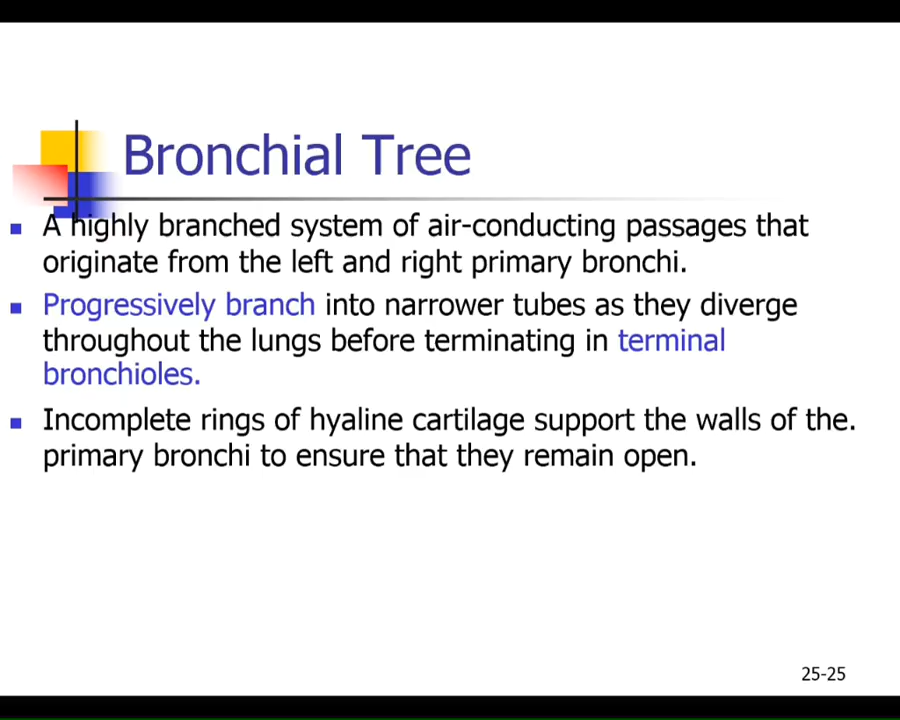 Bronchial Tree
A highly branched system of air-conducting passages that
originate from the left and right primary bronchi.
Progressively branch into narrower tubes as they diverge
throughout the lungs before terminating in terminal
bronchioles.
Incomplete rings of hyaline cartilage support the walls of the.
primary bronchi to ensure that they remain open.
25-25